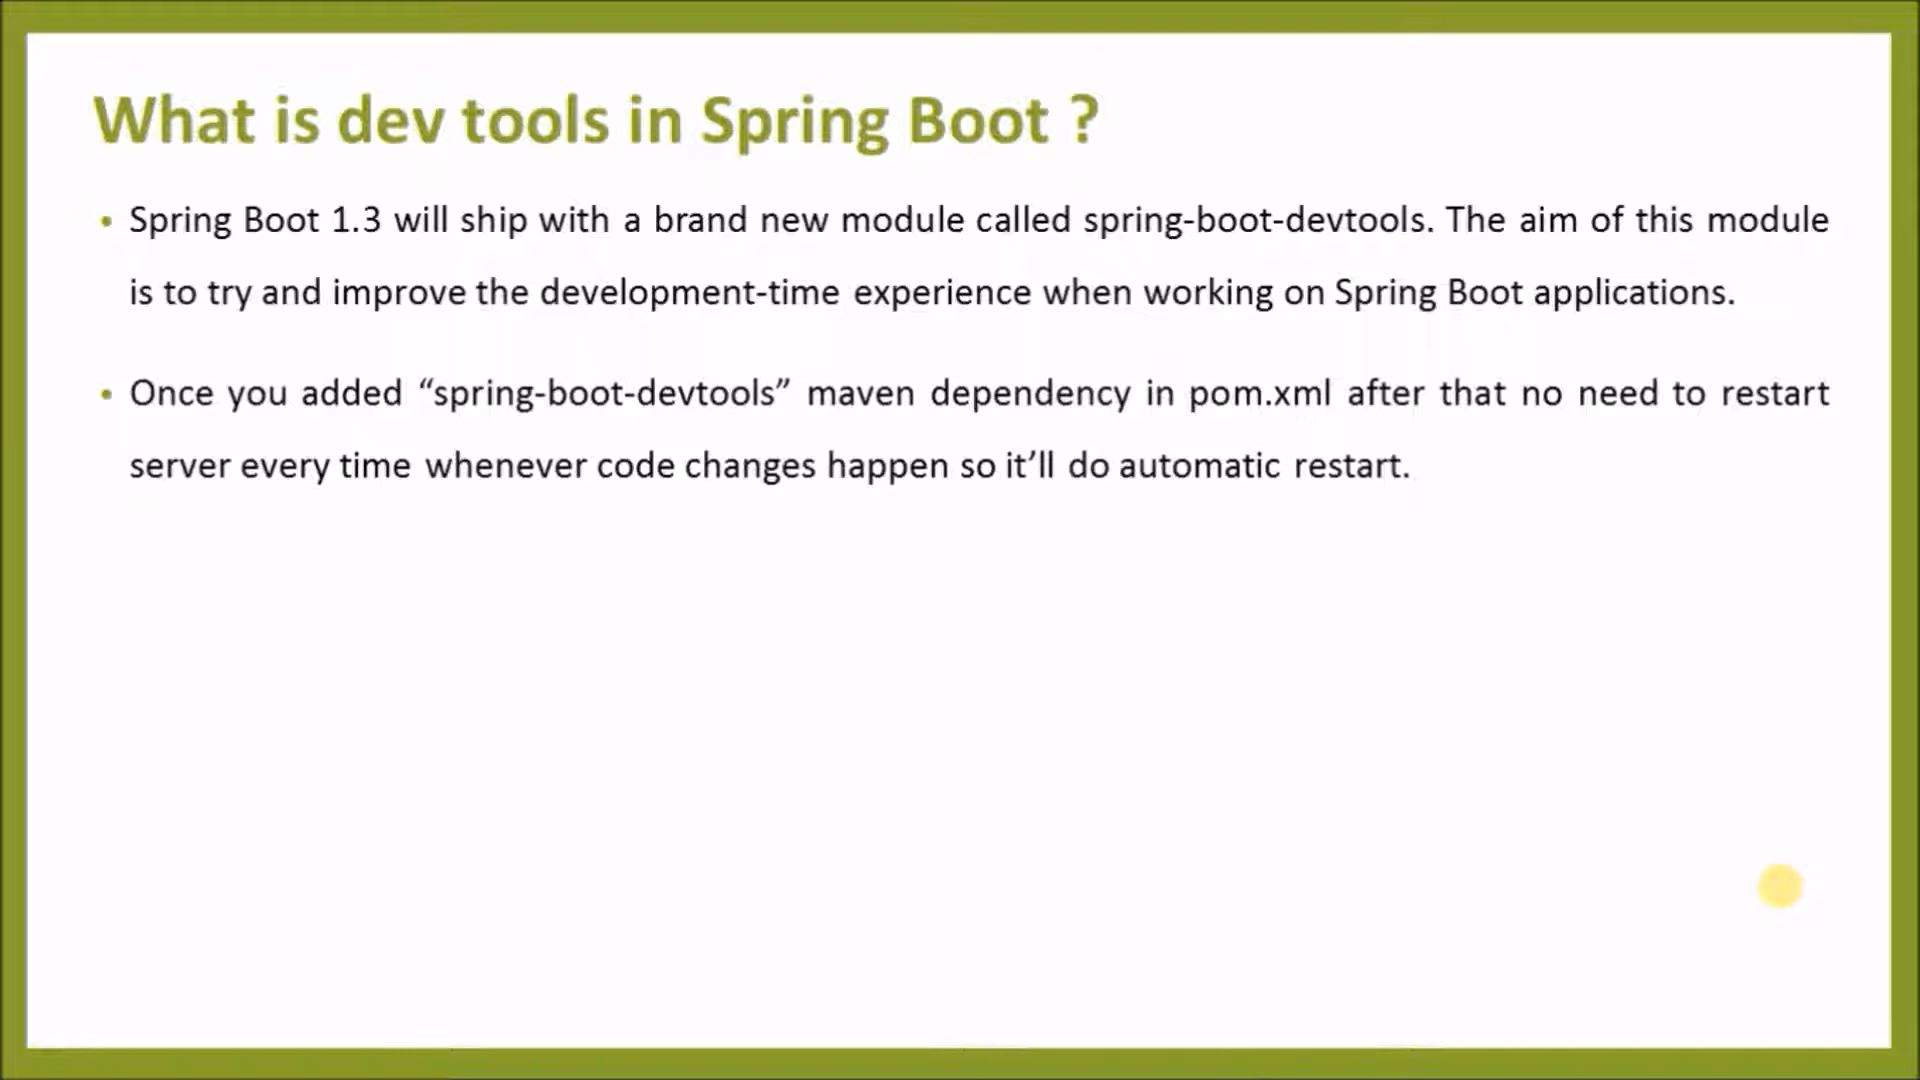 What is dev tools in Spring Boot ?
• Spring Boot 1.3 will ship with a brand new module called spring-boot-devtools. The aim of this module
is to try and improve the development-time experience when working on Spring Boot applications.
• Once you added “spring-boot-devtools” maven dependency in pom.xml after that no need to restart
server every time whenever code changes happen so it’ll do automatic restart.